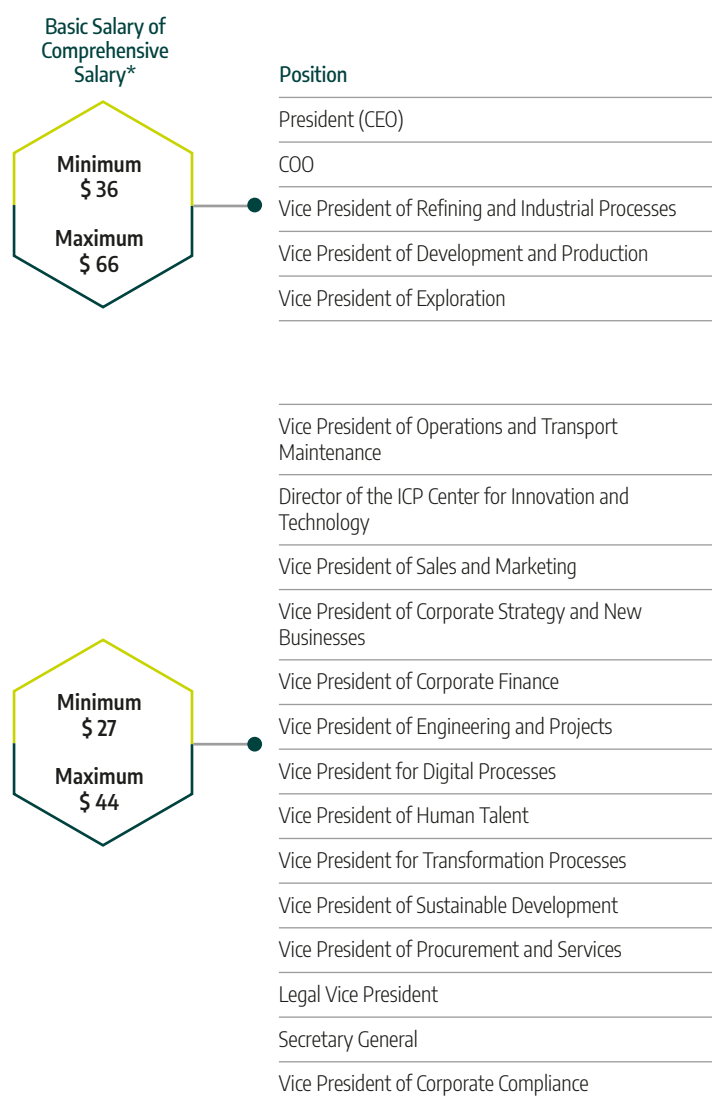 Basic Salary of
Comprehensive
Salary*
Position
Minimum
$ 36
Maximum
$ 66
President (CEO)
COO
Vice President of Refining and Industrial Processes
Vice President of Development and Production
Vice President of Exploration
Minimum
$ 27
Maximum
$ 44
Vice President of Operations and Transport
Maintenance
Director of the ICP Center for Innovation and
Technology
Vice President of Sales and Marketing
Vice President of Corporate Strategy and New
Businesses
Vice President of Corporate Finance
Vice President of Engineering and Projects
Vice President for Digital Processes
Vice President of Human Talent
Vice President for Transformation Processes
Vice President of Sustainable Development
Vice President of Procurement and Services
Legal Vice President
Secretary General
Vice President of Corporate Compliance